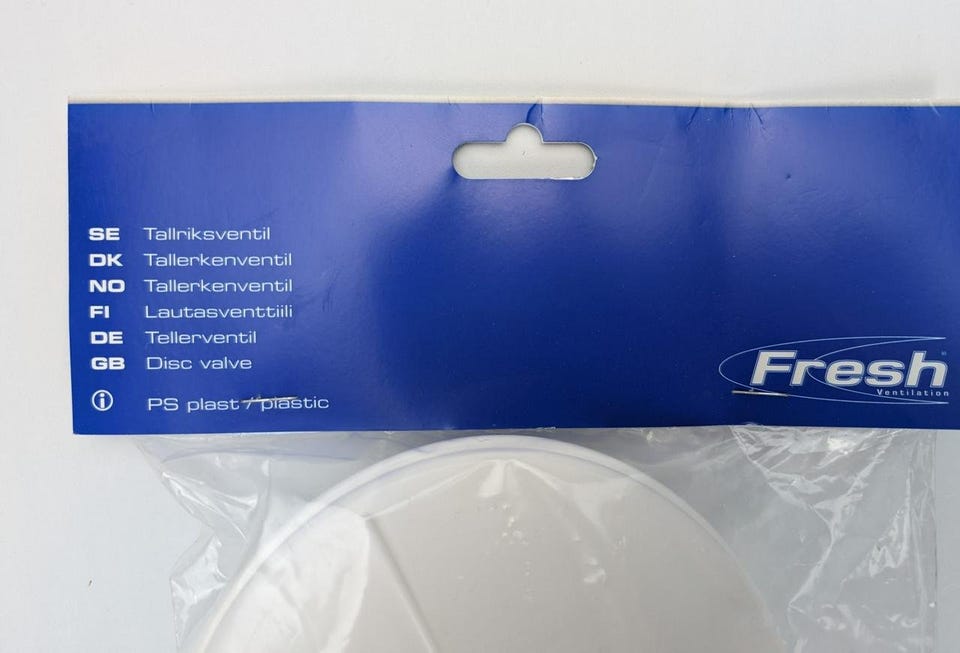 SE Tallriksventil
DK Tallerkenventil
NO Tallerkenventil
FI Lautasventtiili
DE Tellerventil
GB Disc valve
PS plast / plastic
Fresh
Ventilation